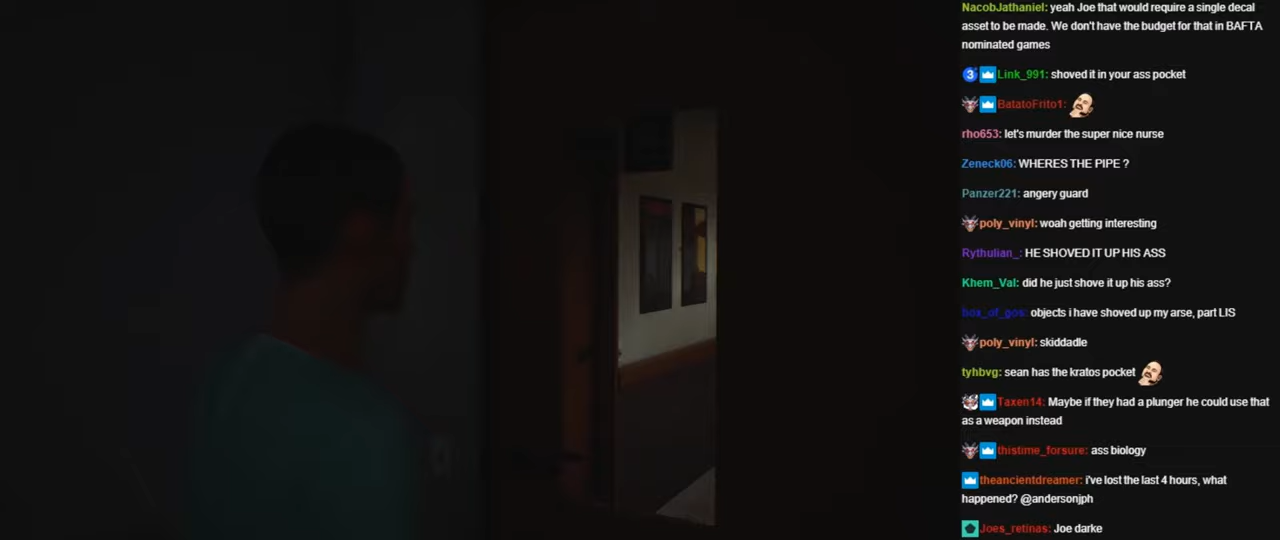 NacobJathaniel: yeah Joe that would require a single decal
asset to be made. We don't have the budget for that in BAFTA
nominated games
3 Link_991: shoved it in your ass pocket
BatatoFrito1:
rho653: let's murder the super nice nurse
Zeneck06: WHERES THE PIPE ?
Panzer221: angery guard
poly_vinyl: woah getting interesting
Rythulian_: HE SHOVED IT UP HIS ASS
Khem_Val: did he just shove it up his ass?
box_of_gos: objects i have shoved up my arse, part LIS
poly_vinyl: skiddadle
tyhbvg: sean has the kratos pocket
Taxen14: Maybe if they had a plunger he could use that
as a weapon instead
thistime_forsure: ass biology
theancientdreamer: i've lost the last 4 hours, what
happened? @andersonjph
Joes_retinas: Joe darke